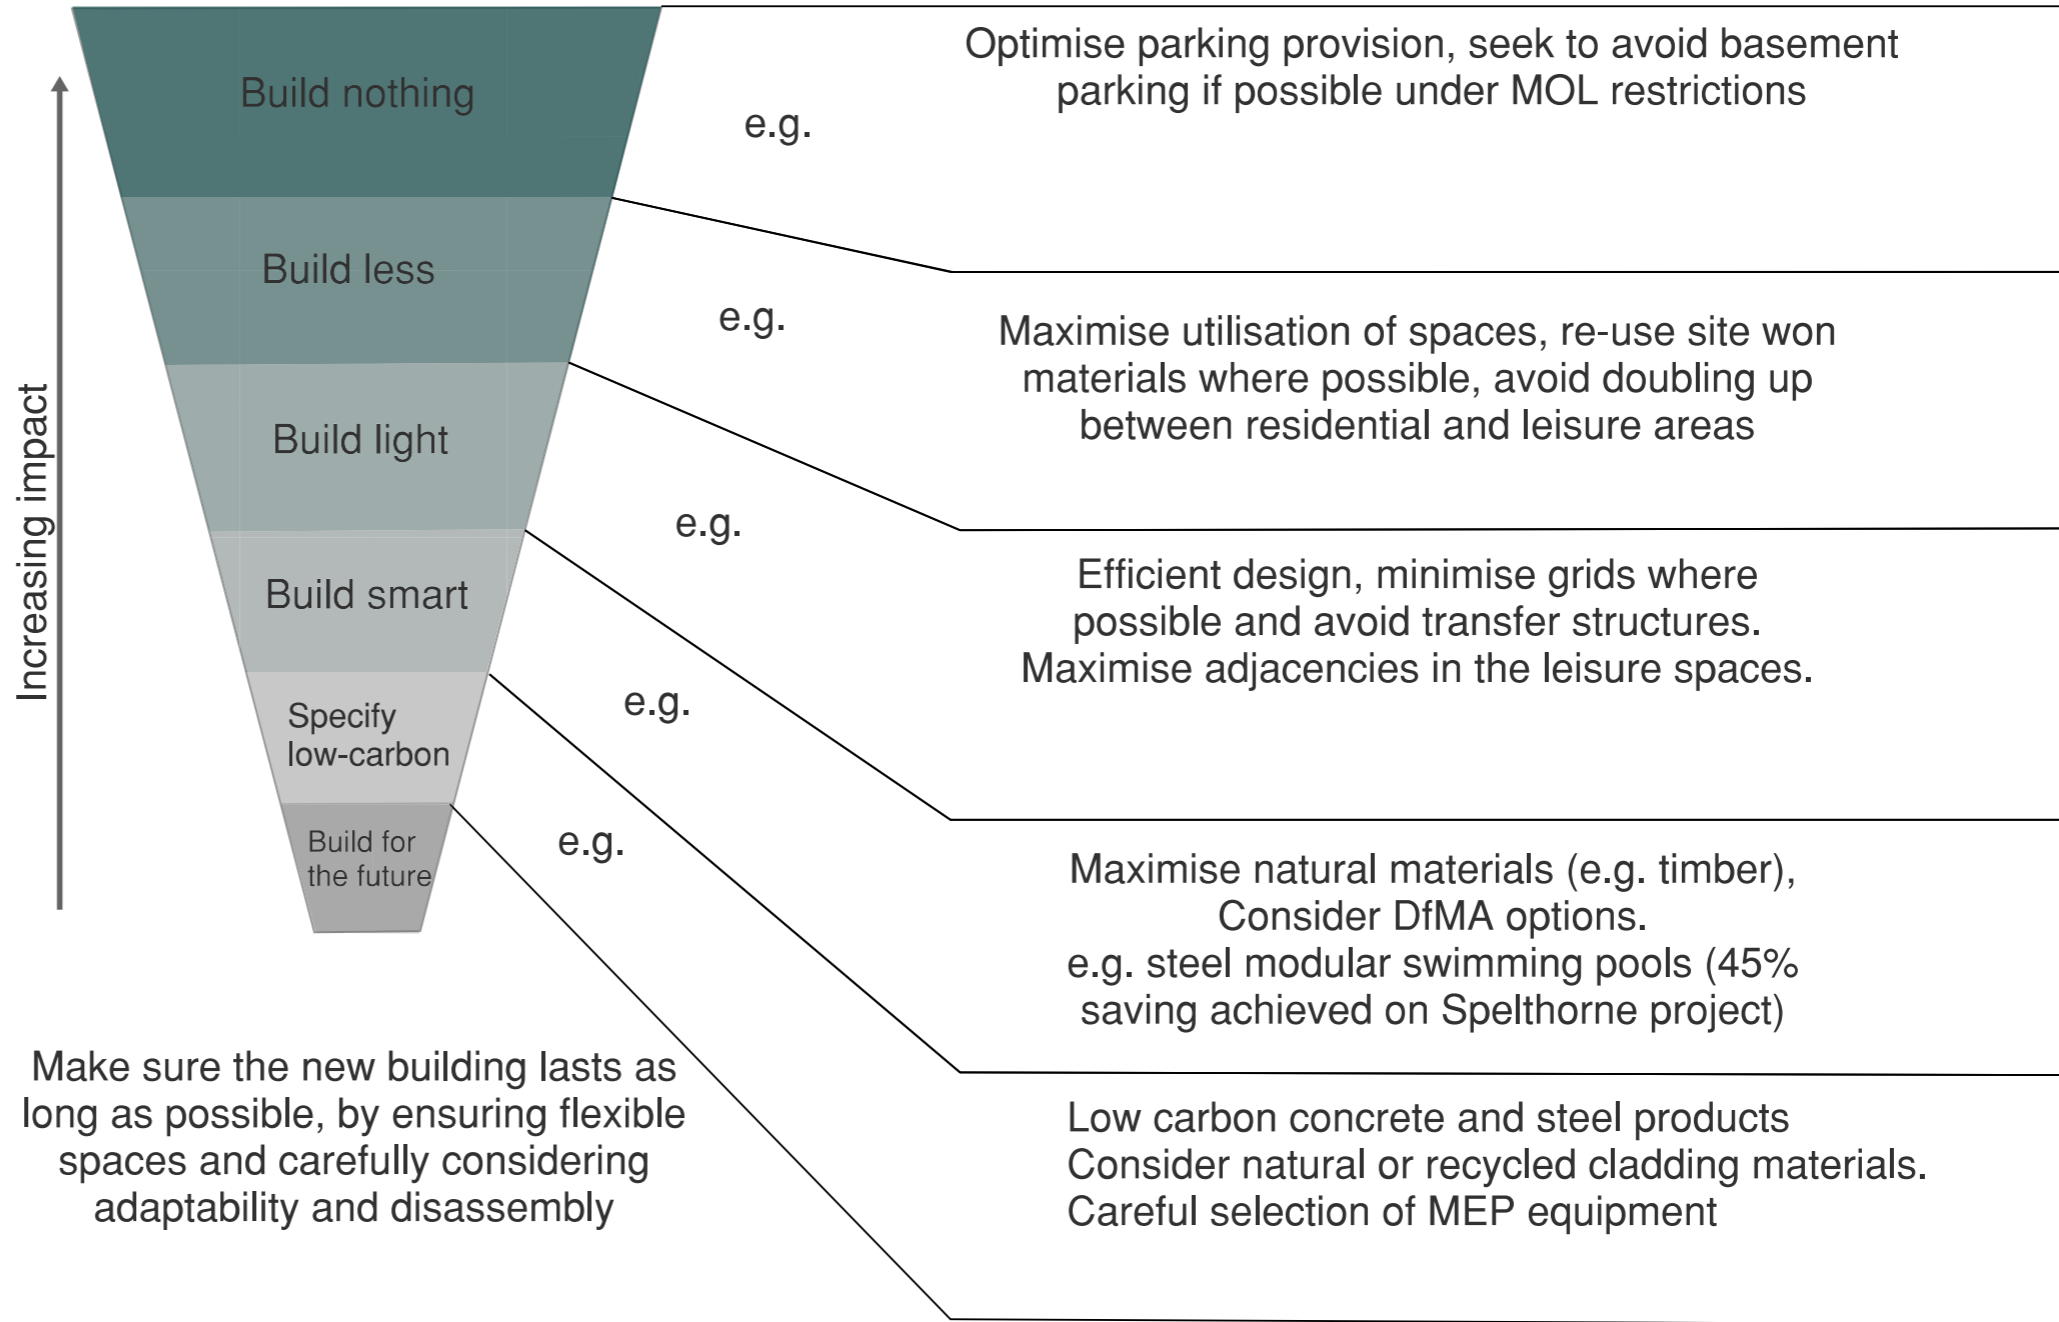 Increasing impact
Build nothing
e.g.
Optimise parking provision, seek to avoid basement
parking if possible under MOL restrictions
Build less
e.g.
Maximise utilisation of spaces, re-use site won
materials where possible, avoid doubling up
between residential and leisure areas
Build light
e.g.
Efficient design, minimise grids where
possible and avoid transfer structures.
Maximise adjacencies in the leisure spaces.
Build smart
e.g.
Maximise natural materials (e.g. timber),
Consider DfMA options.
e.g. steel modular swimming pools (45%
saving achieved on Spelthorne project)
Specify
low-carbon
e.g.
Low carbon concrete and steel products
Consider natural or recycled cladding materials.
Careful selection of MEP equipment
Build for
the future
Make sure the new building lasts as
long as possible, by ensuring flexible
spaces and carefully considering
adaptability and disassembly